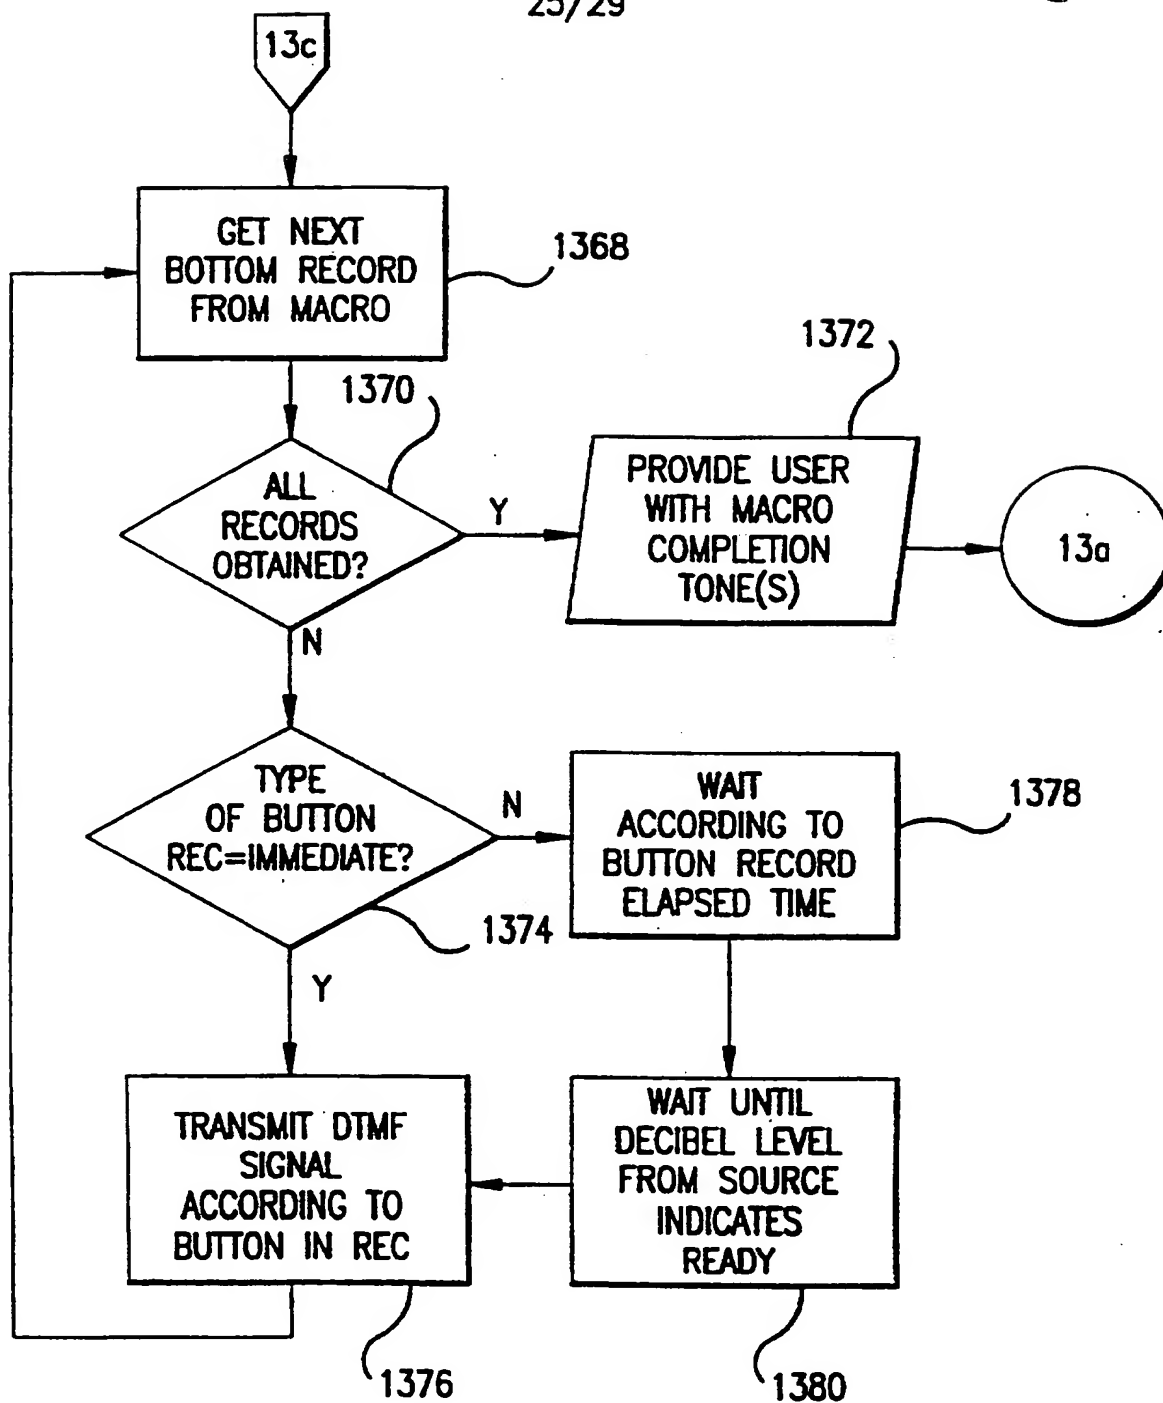 25/29
13c
GET NEXT
BOTTOM RECORD
FROM MACRO
1368
1370
1372
ALL
RECORDS
OBTAINED?
Y
PROVIDE USER
WITH MACRO
COMPLETION
TONE(S)
13a
N
TYPE
OF BUTTON
REC=IMMEDIATE?
N
WAIT
ACCORDING TO
BUTTON RECORD
ELAPSED TIME
1378
1374
Y
TRANSMIT DTMF
SIGNAL
ACCORDING TO
BUTTON IN REC
WAIT UNTIL
DECIBEL LEVEL
FROM SOURCE
INDICATES
READY
1376
1380